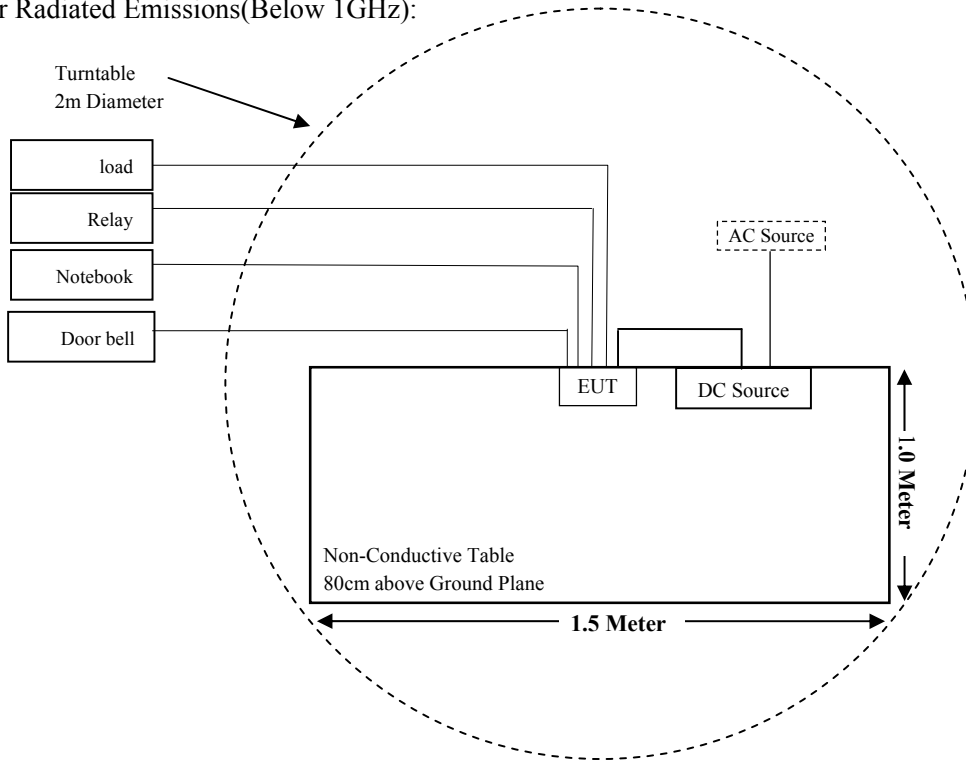 r Radiated Emissions(Below 1GHz):
Turntable
2m Diameter
load
Relay
Notebook
Door bell
AC Source
EUT
DC Source
1.0 Meter
Non-Conductive Table
80cm above Ground Plane
1.5 Meter